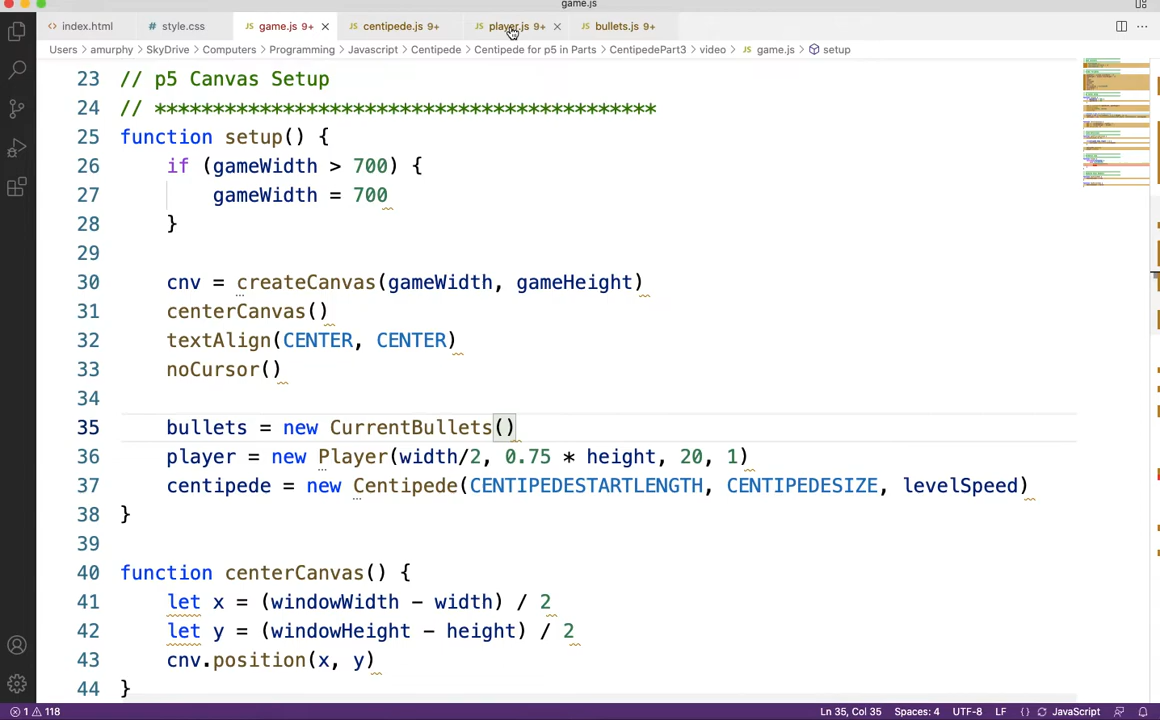 game.js
index.html
style.css
game.js 9+
centipede.js 9+
player.js 9+
bullets.js 9+
Users > amurphy > SkyDrive > Computers > Programming > Javascript > Centipede > Centipede for p5 in Parts > CentipedePart3 > video > JS game.js > setup
23 // p5 Canvas Setup
24 // *******************************************
25 function setup() {
26 if (gameWidth > 700) {
27 gameWidth = 700
28 }
29
30 cnv = createCanvas(gameWidth, gameHeight)
31 centerCanvas()
32 textAlign(CENTER, CENTER)
33 noCursor()
34
35 bullets = new CurrentBullets()
36 player = new Player(width/2, 0.75 * height, 20, 1)
37 centipede = new Centipede(CENTIPEDESTARTLENGTH, CENTIPEDESIZE, levelSpeed)
38 }
39
40 function centerCanvas() {
41 let x = (windowWidth - width) / 2
42 let y = (windowHeight - height) / 2
43 cnv.position(x, y)
44 }
1 118 Ln 35, Col 35 Spaces: 4 UTF-8 LF {} JavaScript